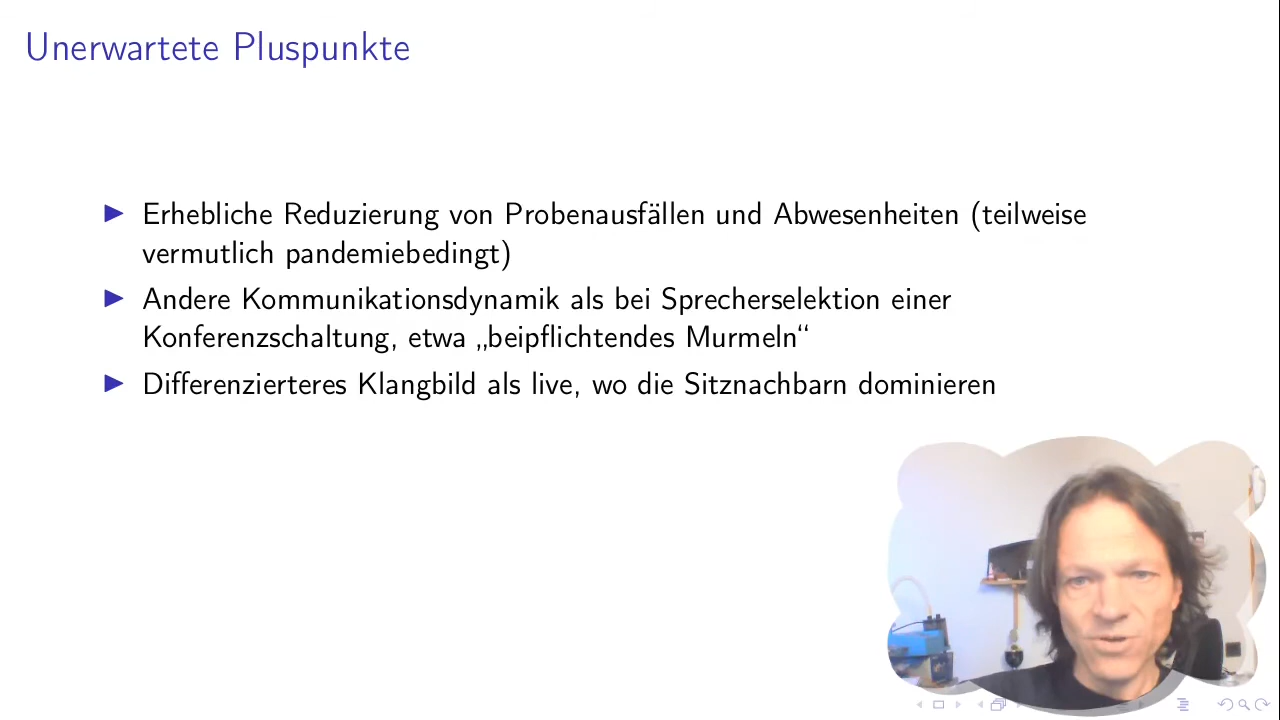 Unerwartete Pluspunkte
Erhebliche Reduzierung von Probenausfällen und Abwesenheiten (teilweise
vermutlich pandemiebedingt)
Andere Kommunikationsdynamik als bei Sprecherselektion einer
Konferenzschaltung, etwa „beipflichtendes Murmeln“
Differenzierteres Klangbild als live, wo die Sitznachbarn dominieren